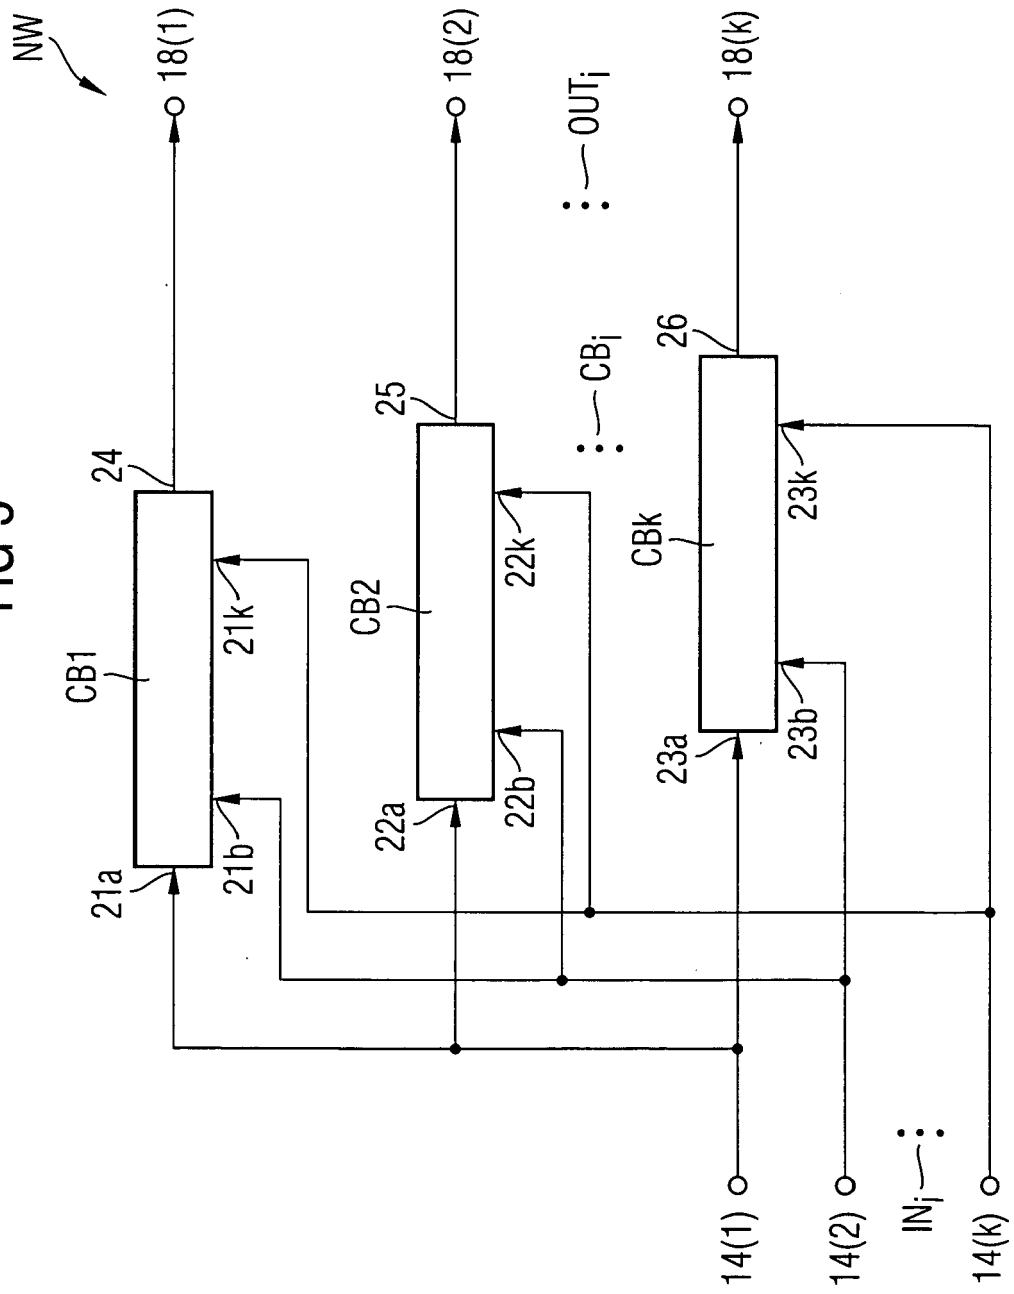 FIG
NW
18(1)
18(2)
18(k)
OUTi
24
25
26
CBi
21k
22k
23k
CB1
CB2
CBk
21a
21b
22a
22b
23a
23b
14(1)
14(2)
INj
14(k)